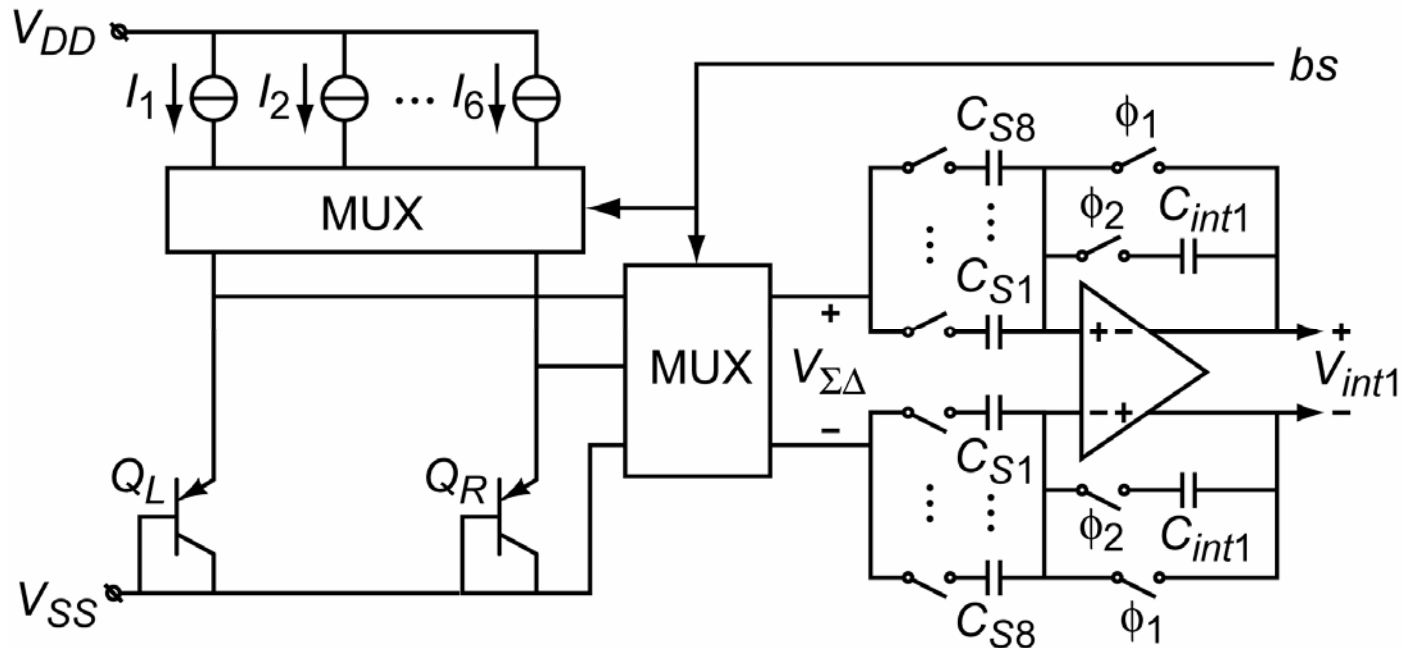 V_DD
I_1 I_2 ... I_6
bs
MUX
C_S8 ϕ_1
ϕ_2 C_int1
... ...
C_S1
+ −
MUX
+
V_ΣΔ
−
+
V_int1
−
− +
C_S1
... ...
ϕ_2 C_int1
C_S8 ϕ_1
Q_L Q_R
V_SS